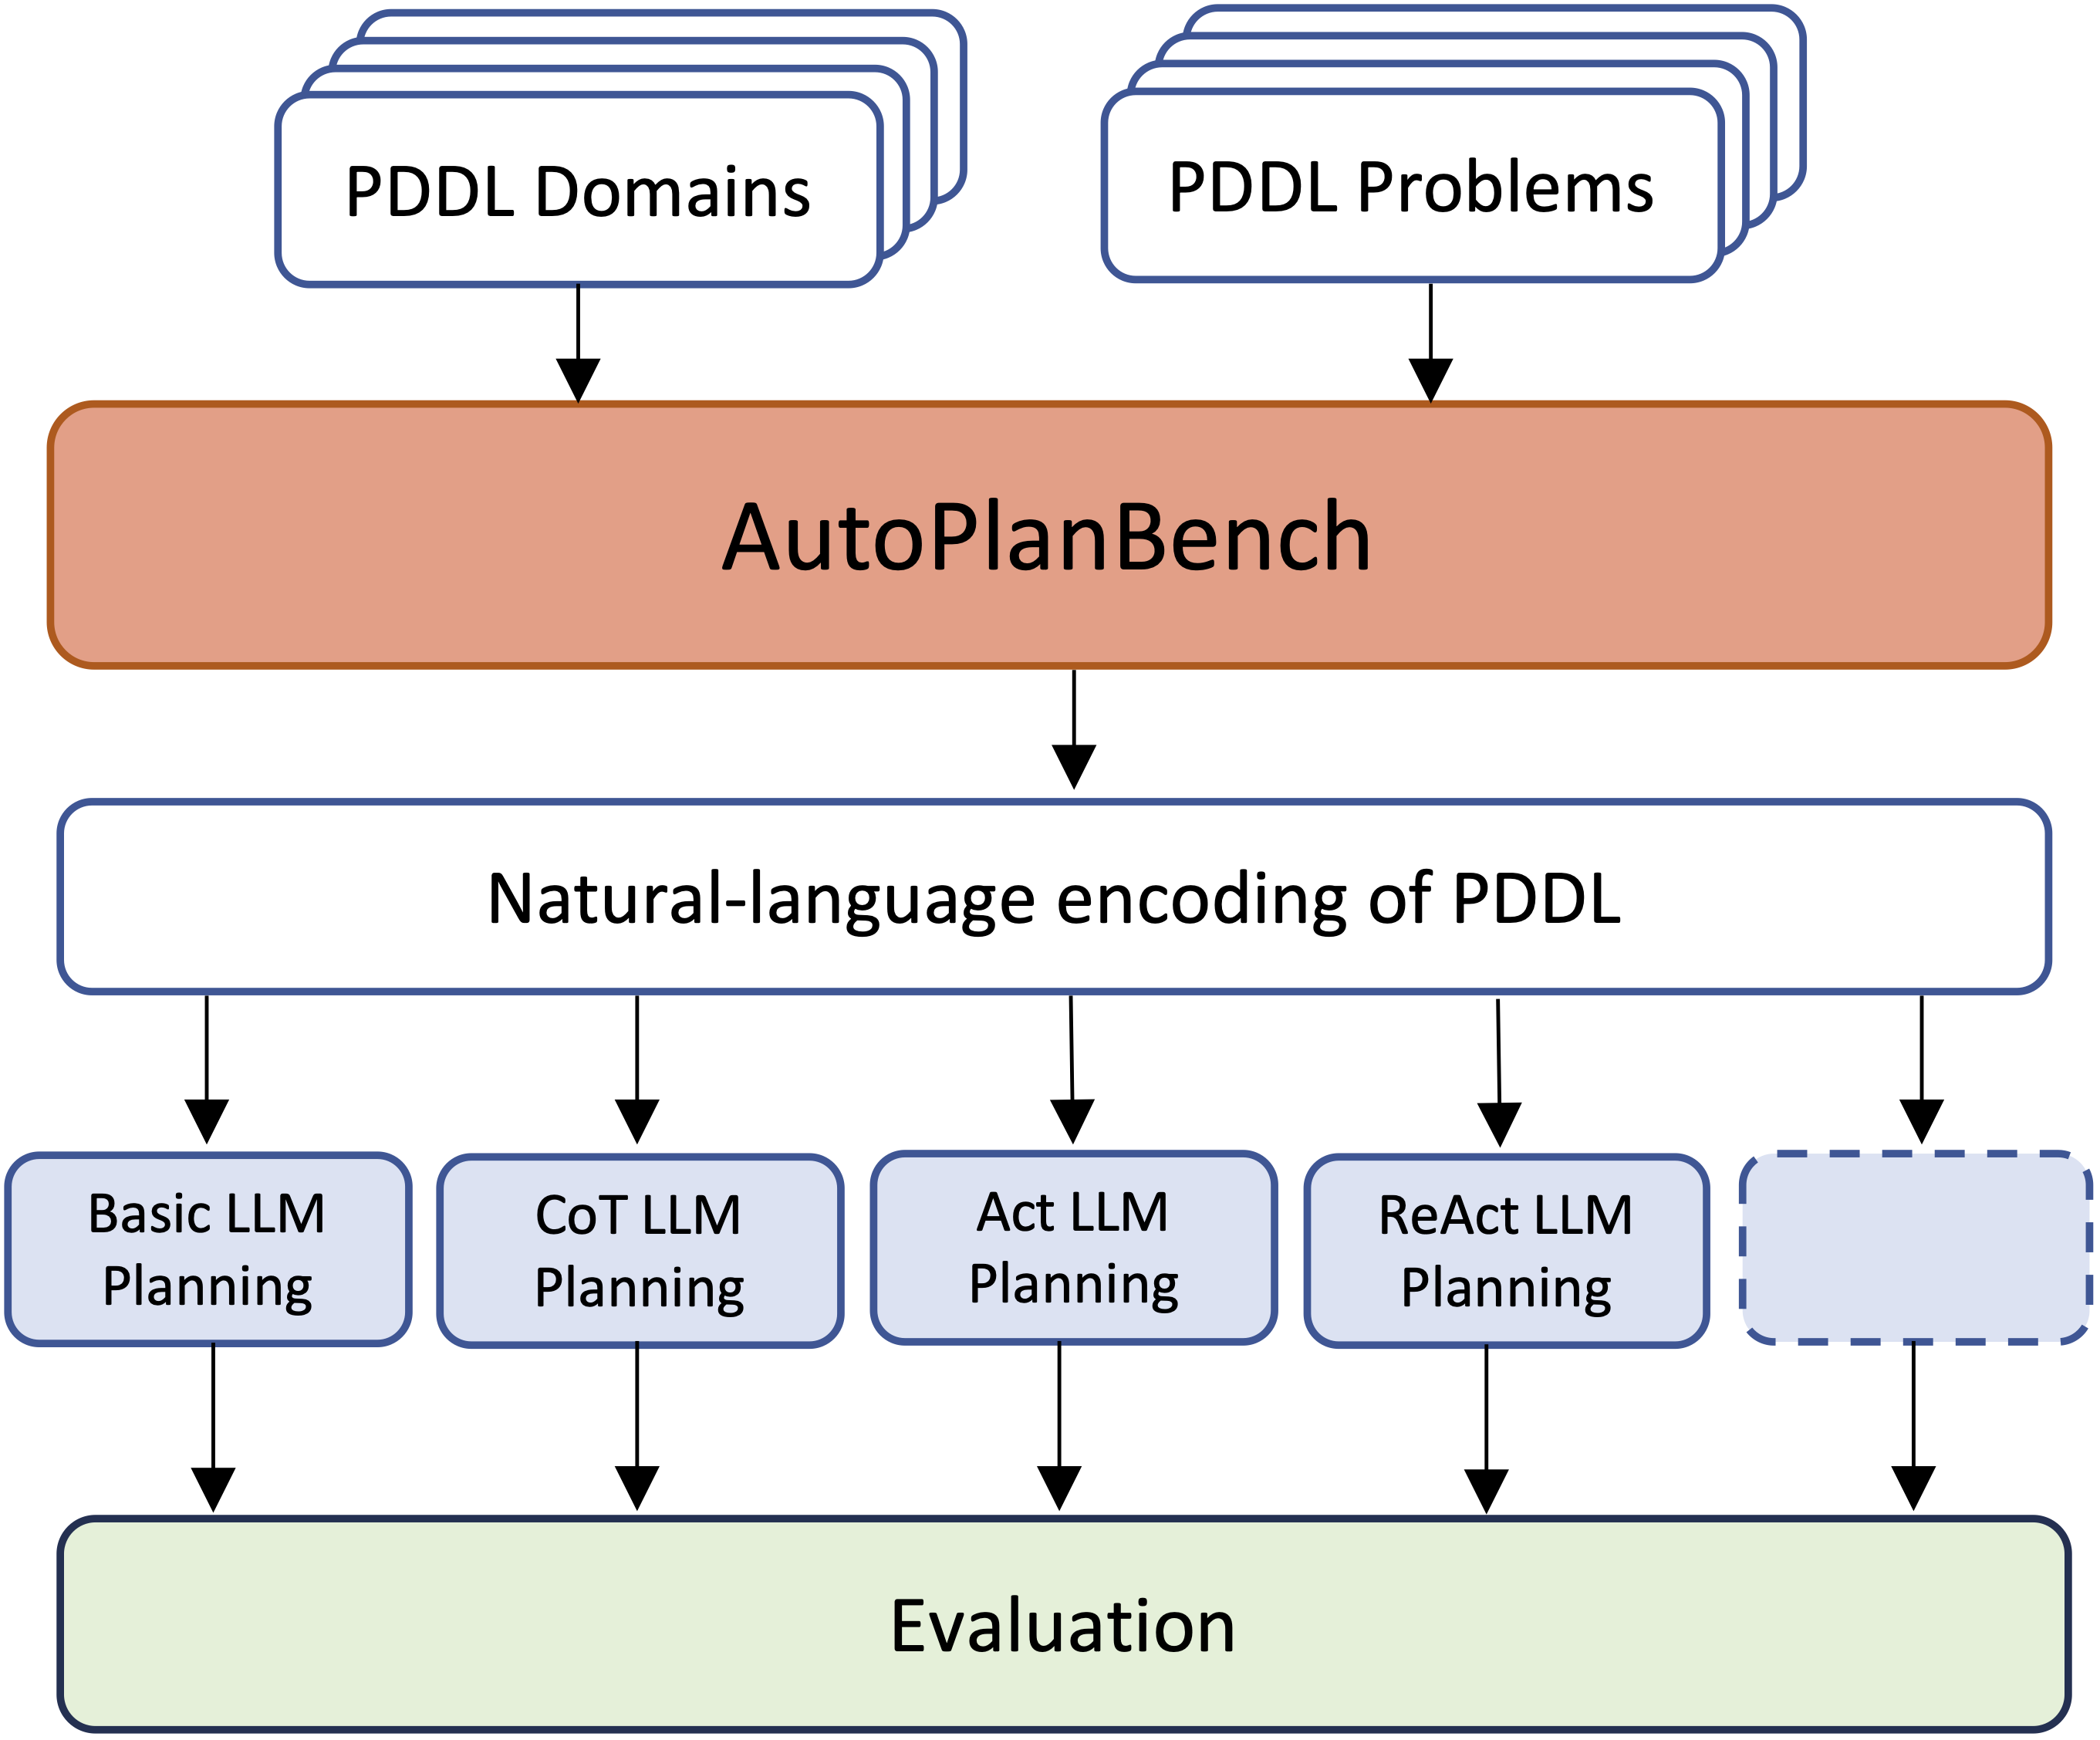 PDDL Domains
PDDL Problems
AutoPlanBench
Natural-language encoding of PDDL
Basic LLM
Planning
CoT LLM
Planning
Act LLM
Planning
ReAct LLM
Planning
Evaluation